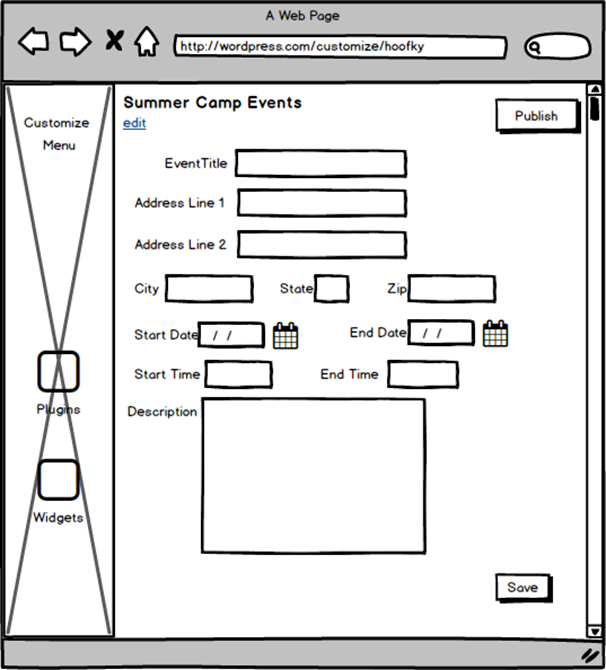 A Web Page
http://wordpress.com/customize/hoofky
Customize
Menu
Plugins
Widgets
Summer Camp Events
edit
Publish
EventTitle
Address Line 1
Address Line 2
City State Zip
Start Date / / End Date / /
Start Time End Time
Description
Save